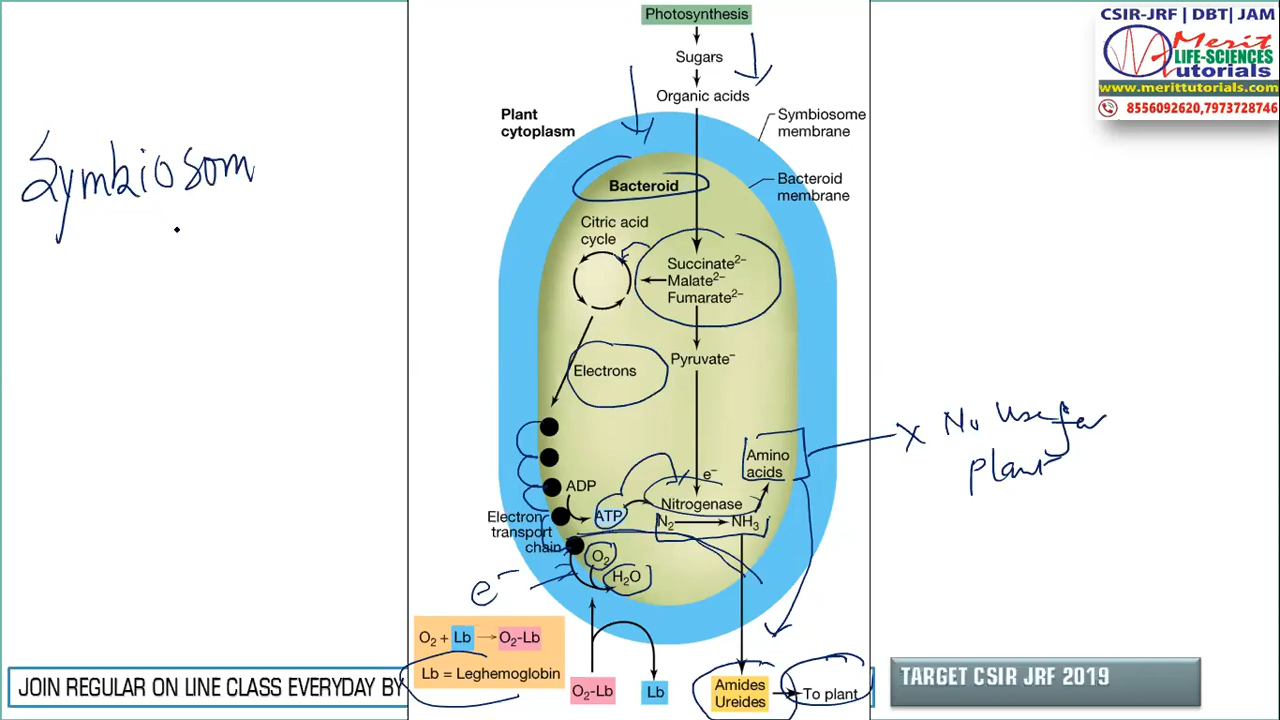 Photosynthesis
Sugars
Organic acids
Plant
cytoplasm
Symbiosome
membrane
Bacteroid
membrane
Bacteroid
Citric acid
cycle
Succinate²⁻
Malate²⁻
Fumarate²⁻
Electrons
Pyruvate⁻
Amino
acids
e⁻
ADP
ATP
Nitrogenase
N₂
NH₃
Electron
transport
chain
O₂
H₂O
O₂ + Lb → O₂-Lb
Lb = Leghemoglobin
O₂-Lb
Lb
Amides
Ureides
To plant
Symbiosom
X No use for
plant
e⁻
CSIR-JRF | DBT| JAM
Merit
LIFE-SCIENCES
Tutorials
www.merittutorials.com
8556092620,7973728746
JOIN REGULAR ON LINE CLASS EVERYDAY BY
TARGET CSIR JRF 2019